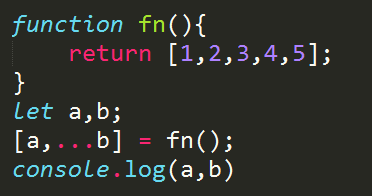 function fn(){
    return [1,2,3,4,5];
}
let a,b;
[a,...b] = fn();
console.log(a,b)